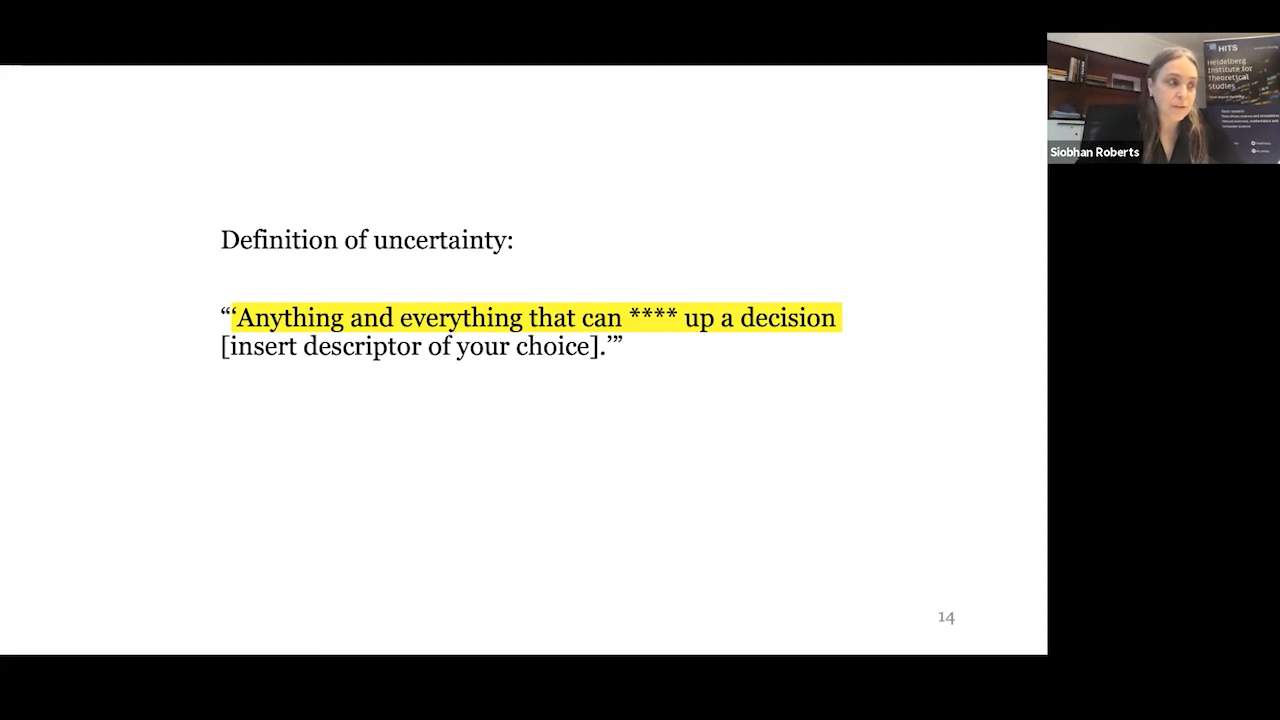 Definition of uncertainty:
“‘Anything and everything that can **** up a decision
[insert descriptor of your choice].’”
14
HITS
Heidelberg
Institute for
Theoretical
Studies
Siobhan Roberts